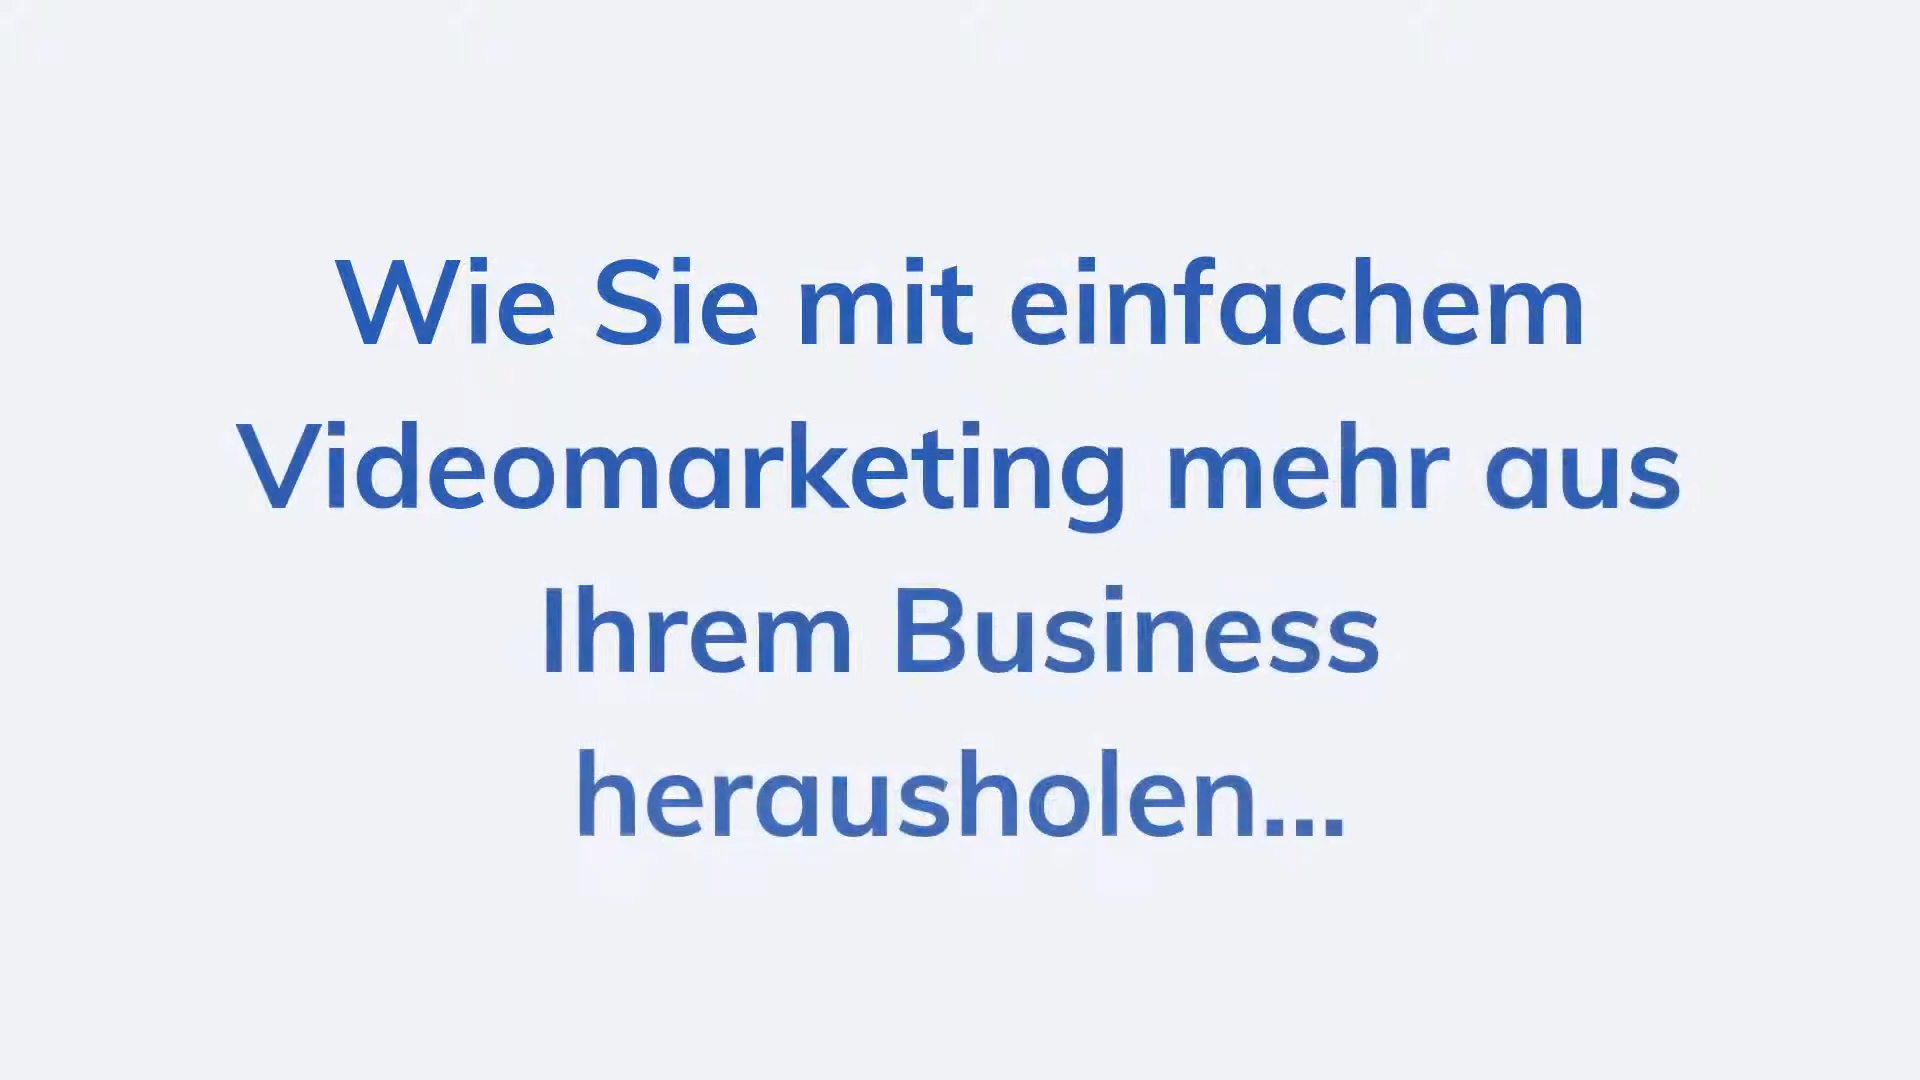 Wie Sie mit einfachem
Videomarketing mehr aus
Ihrem Business
herausholen...